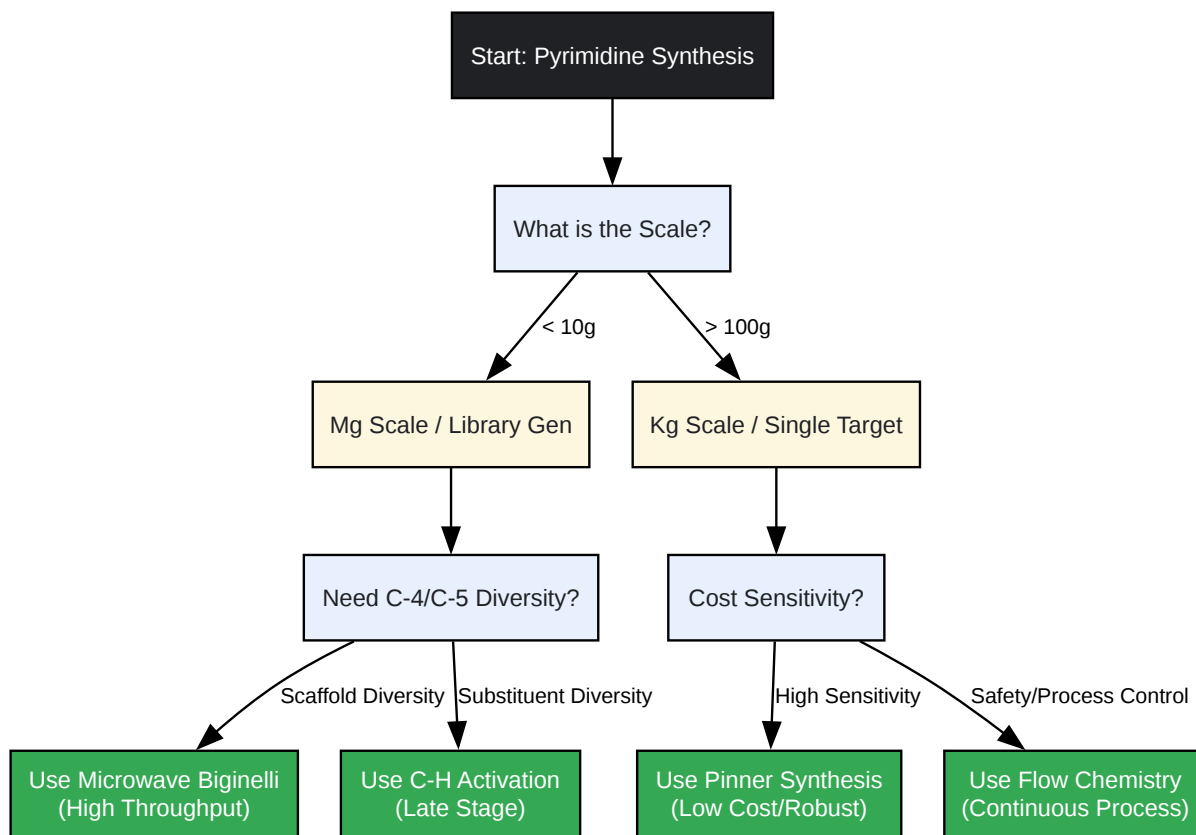 Start: Pyrimidine Synthesis
What is the Scale?
< 10g
> 100g
Mg Scale / Library Gen
Kg Scale / Single Target
Need C-4/C-5 Diversity?
Cost Sensitivity?
Scaffold Diversity
Substituent Diversity
High Sensitivity
Safety/Process Control
Use Microwave Biginelli
(High Throughput)
Use C-H Activation
(Late Stage)
Use Pinner Synthesis
(Low Cost/Robust)
Use Flow Chemistry
(Continuous Process)